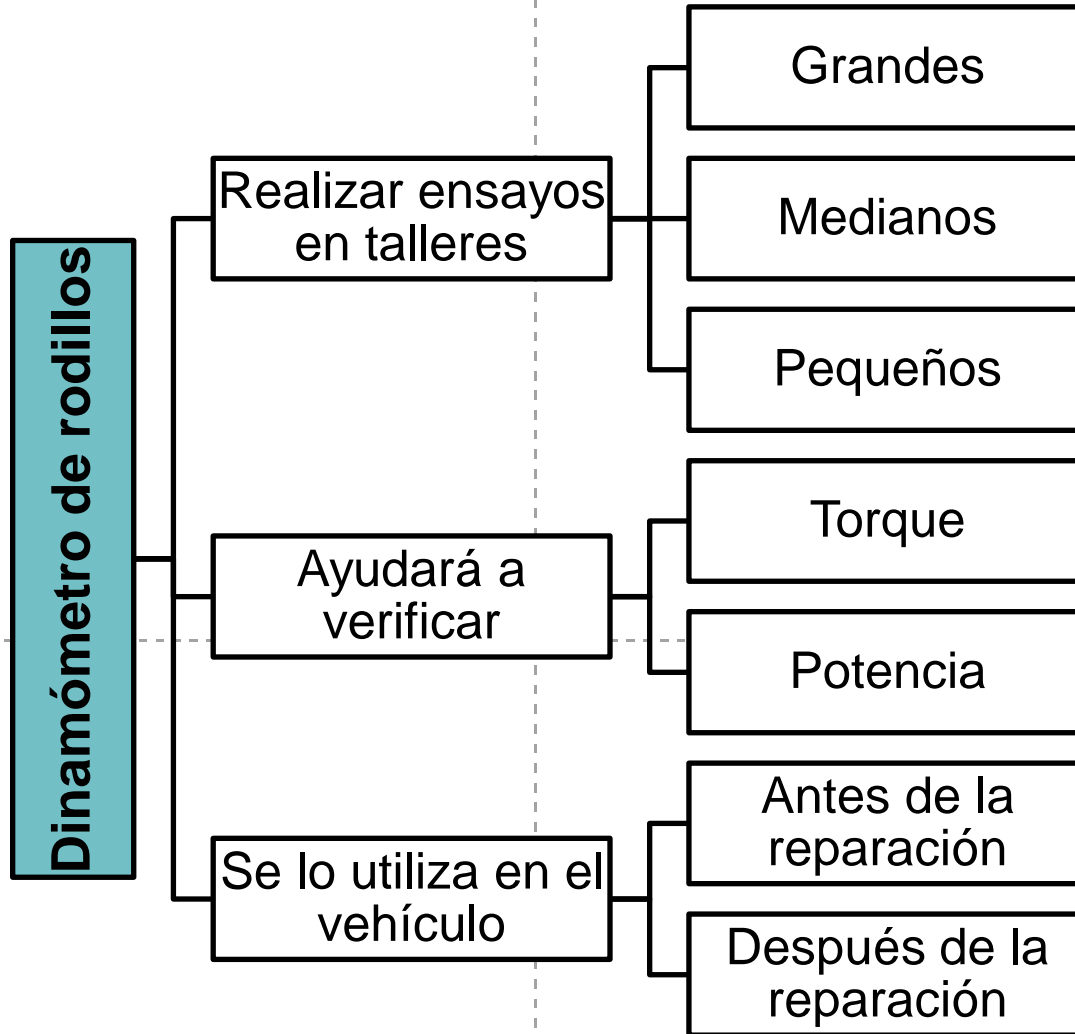 Dinamómetro de rodillos
Realizar ensayos
en talleres
Grandes
Medianos
Pequeños
Ayudará a
verificar
Torque
Potencia
Se lo utiliza en el
vehículo
Antes de la
reparación
Después de la
reparación